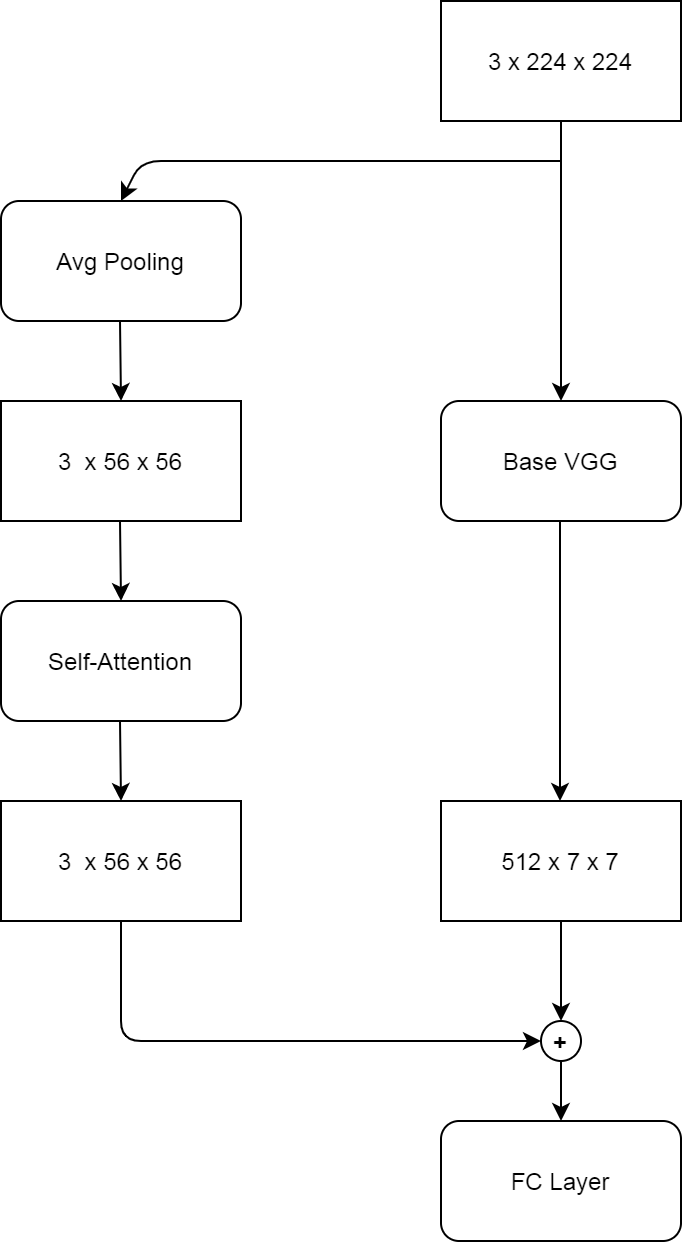 3 x 224 x 224
Avg Pooling
3  x 56 x 56
Base VGG
Self-Attention
3  x 56 x 56
512 x 7 x 7
+
FC Layer